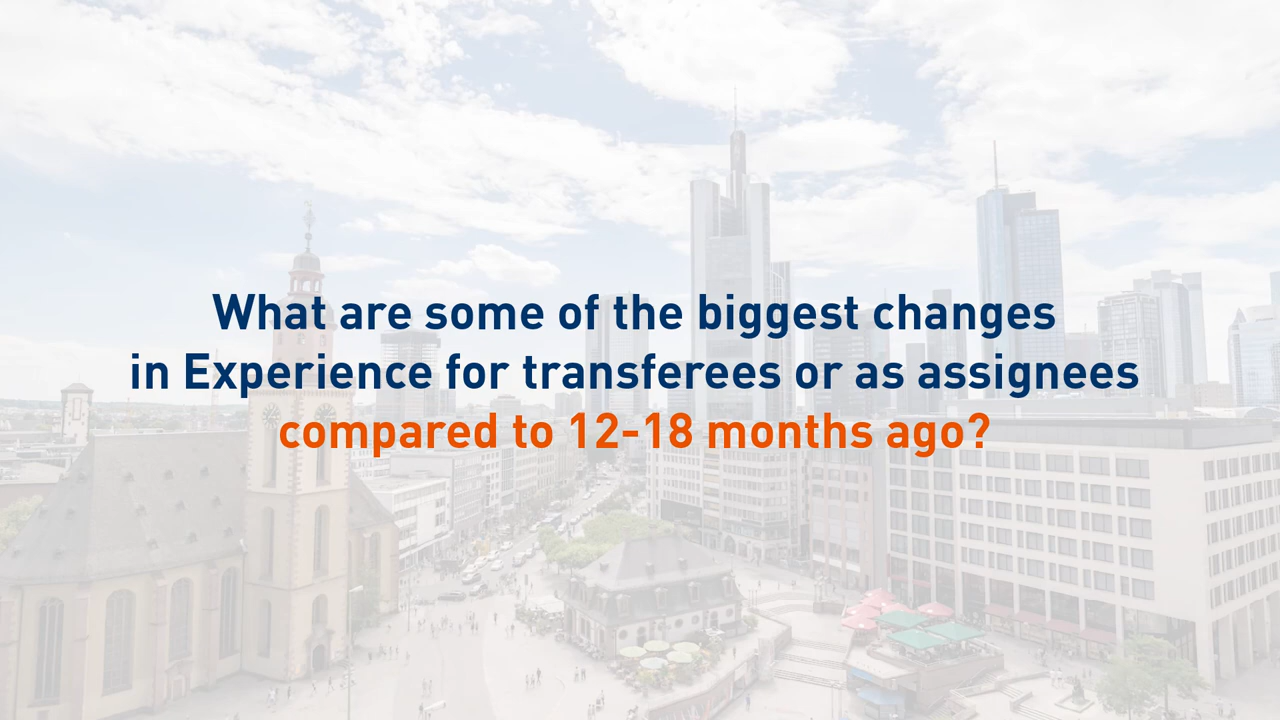 What are some of the biggest changes
in Experience for transferees or as assignees
compared to 12-18 months ago?